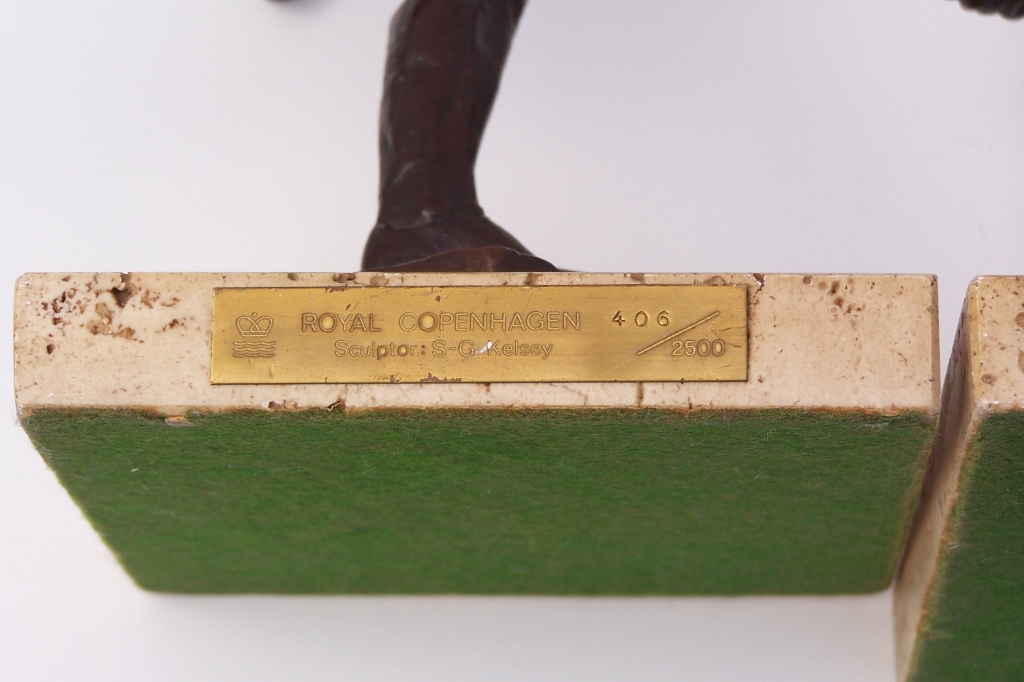 ROYAL COPENHAGEN 406/2500
Sculptor: S-G. Kelsey